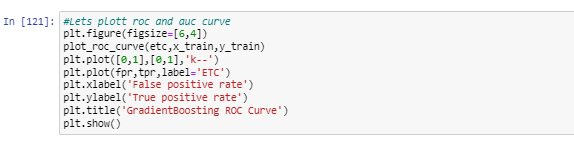 In [121]: #Lets plott roc and auc curve
plt.figure(figsize=[6,4])
plot_roc_curve(etc,x_train,y_train)
plt.plot([0,1],[0,1],'k--')
plt.plot(fpr,tpr,label='ETC')
plt.xlabel('False positive rate')
plt.ylabel('True positive rate')
plt.title('GradientBoosting ROC Curve')
plt.show()